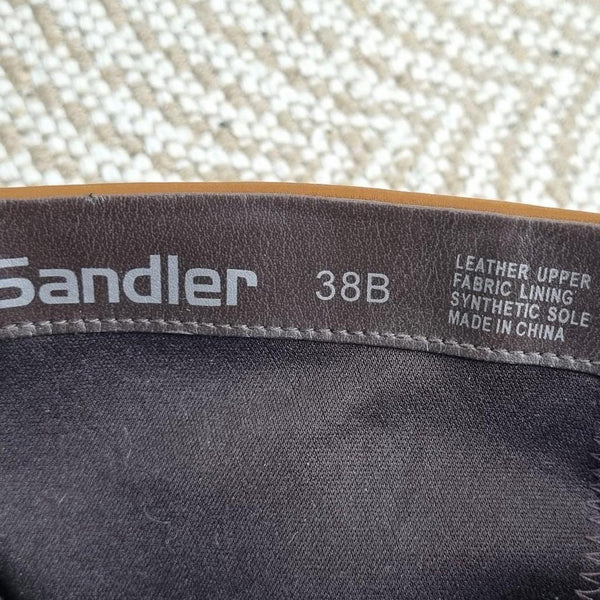 Sandler
38B
LEATHER UPPER
FABRIC LINING
SYNTHETIC SOLE
MADE IN CHINA